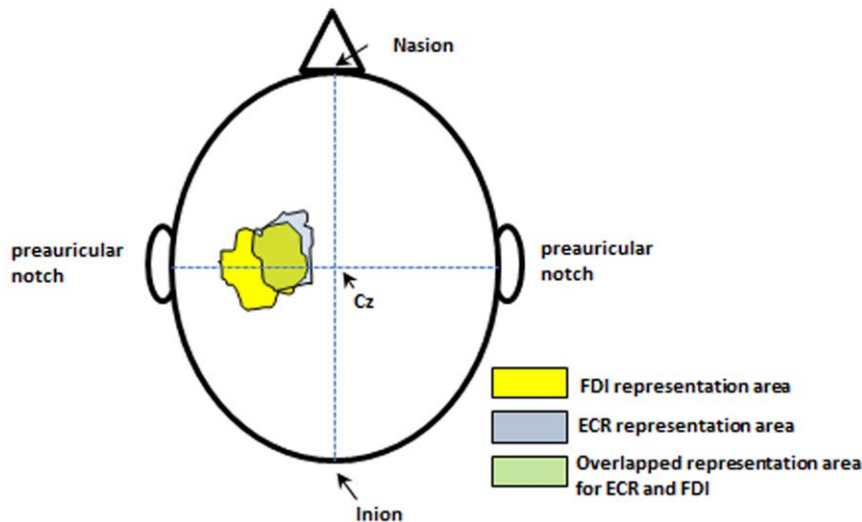 Nasion
preauricular
notch
preauricular
notch
Cz
FDI representation area
ECR representation area
Overlapped representation area
for ECR and FDI
Inion